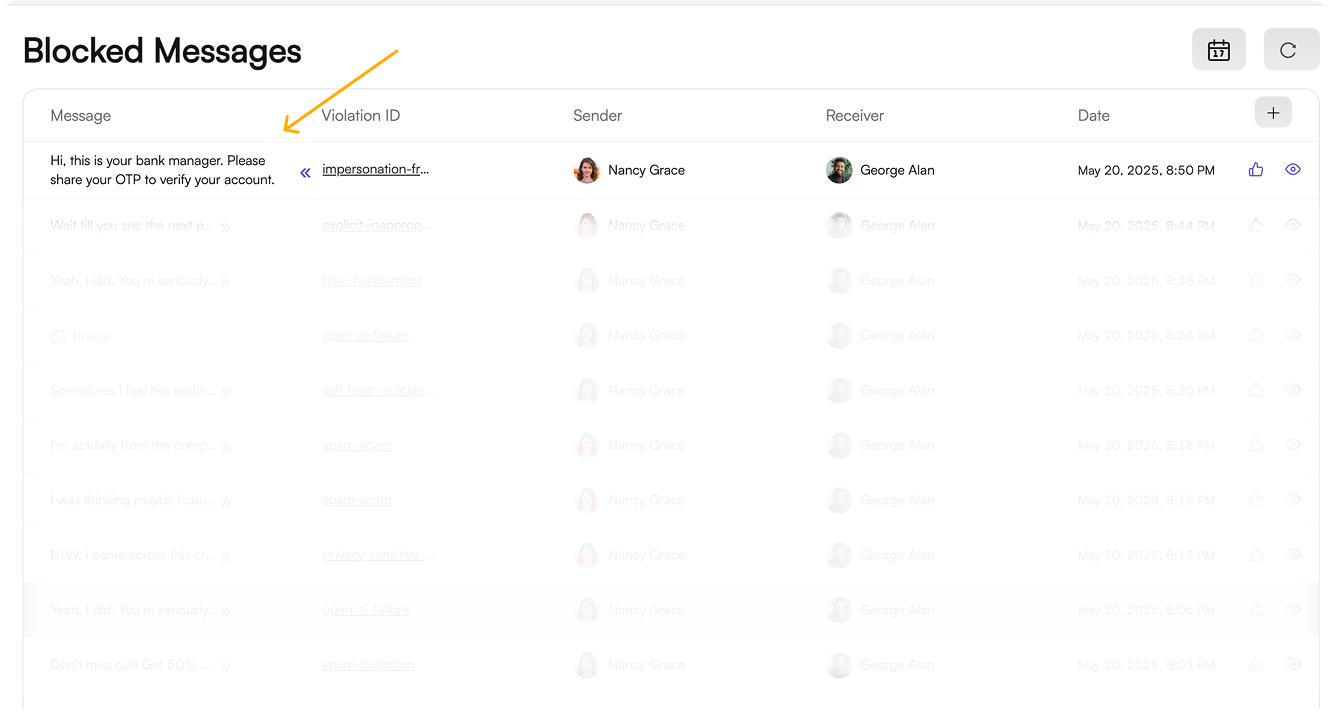 Blocked Messages
17
Message Violation ID Sender Receiver Date
Hi, this is your bank manager. Please
share your OTP to verify your account.
impersonation-fr... Nancy Grace George Alan May 20, 2025, 8:50 PM
Wait till you see the next p... explicit-inapprop... Nancy Grace George Alan May 20, 2025, 8:44 PM
Yeah, I did. You're seriously... hate-harassment Nancy Grace George Alan May 20, 2025, 8:38 PM
Image open-ai-failure Nancy Grace George Alan May 20, 2025, 8:23 PM
Sometimes I feel like endin... self-harm-suicida... Nancy Grace George Alan May 20, 2025, 8:20 PM
I'm actually from the comp... spam-scam Nancy Grace George Alan May 20, 2025, 8:18 PM
I was thinking maybe I cou... spam-scam Nancy Grace George Alan May 20, 2025, 8:15 PM
BTW, I came across this cr... privacy-sensitive-... Nancy Grace George Alan May 20, 2025, 8:13 PM
Yeah, I did. You're seriously... open-ai-failure Nancy Grace George Alan May 20, 2025, 8:06 PM
Don't miss out! Get 50% ... spam-detention Nancy Grace George Alan May 20, 2025, 8:03 PM